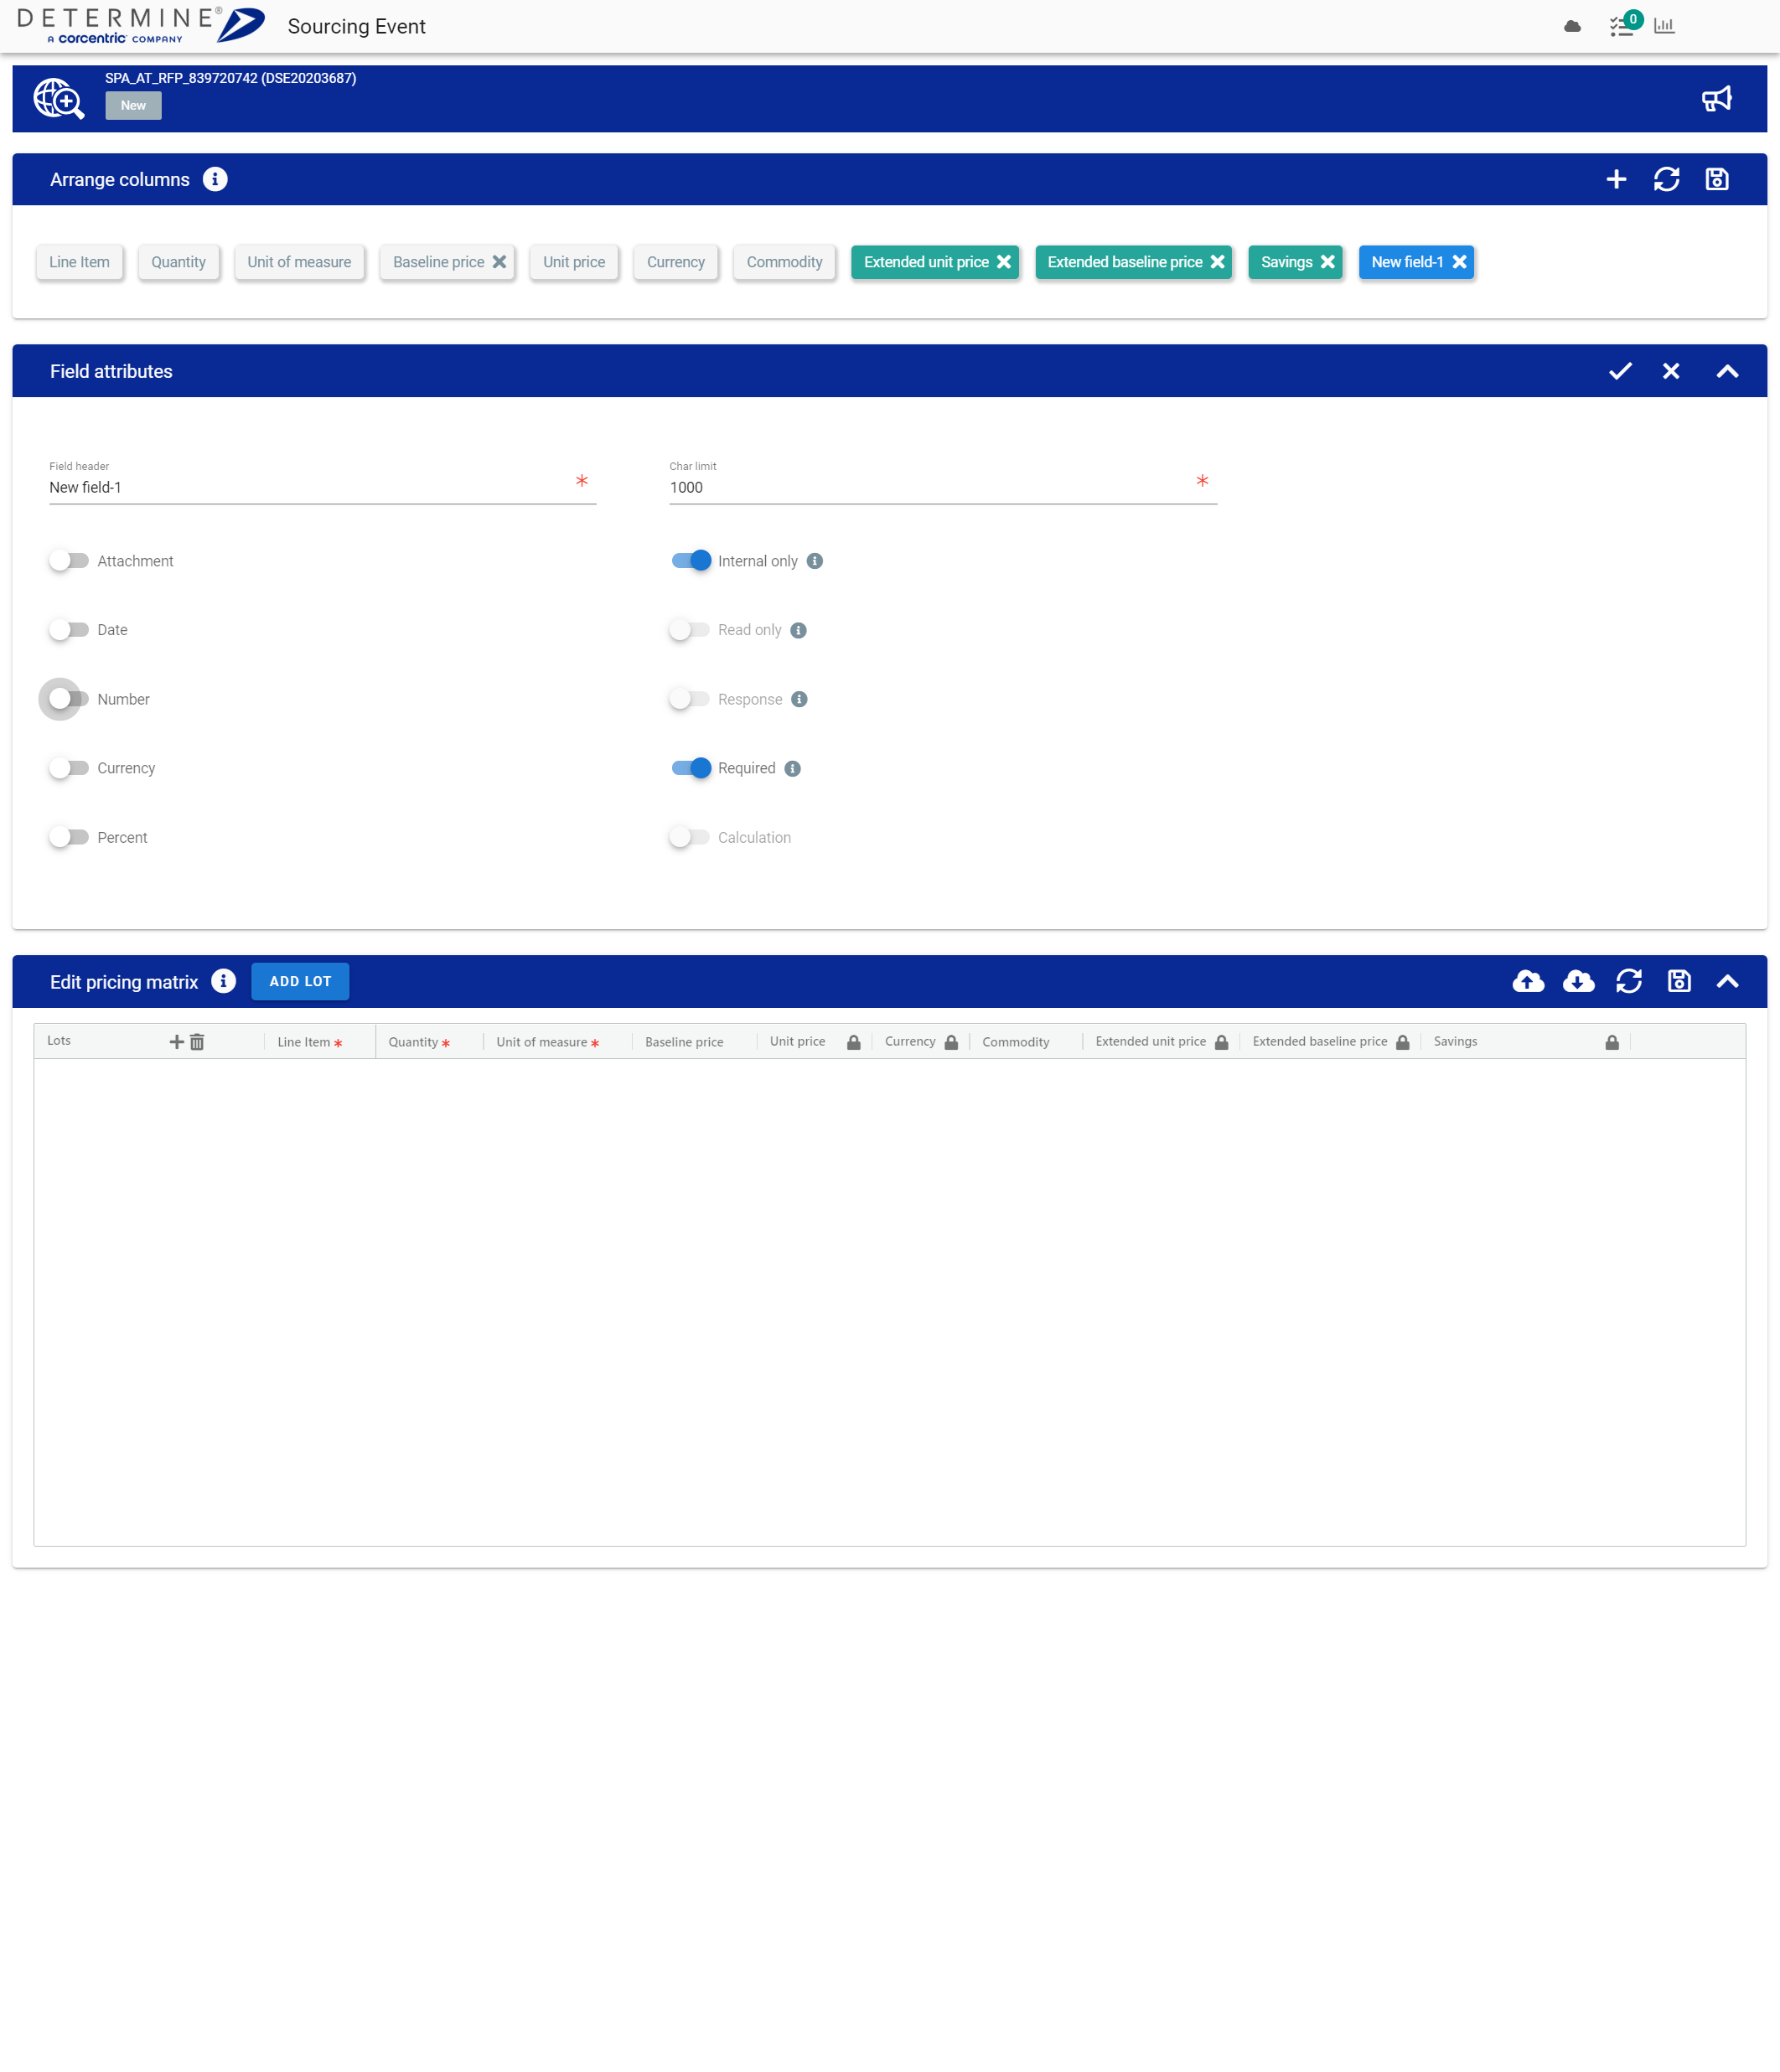 DETERMINE®
A corcentric COMPANY
Sourcing Event
0
SPA_AT_RFP_839720742 (DSE20203687)
New
Arrange columns
Line Item Quantity Unit of measure Baseline price Unit price Currency Commodity Extended unit price Extended baseline price Savings New field-1
Field attributes
Field header Char limit
New field-1 * 1000 *
Attachment Internal only
Date Read only
Number Response
Currency Required
Percent Calculation
Edit pricing matrix ADD LOT
Lots Line Item * Quantity * Unit of measure * Baseline price Unit price Currency Commodity Extended unit price Extended baseline price Savings